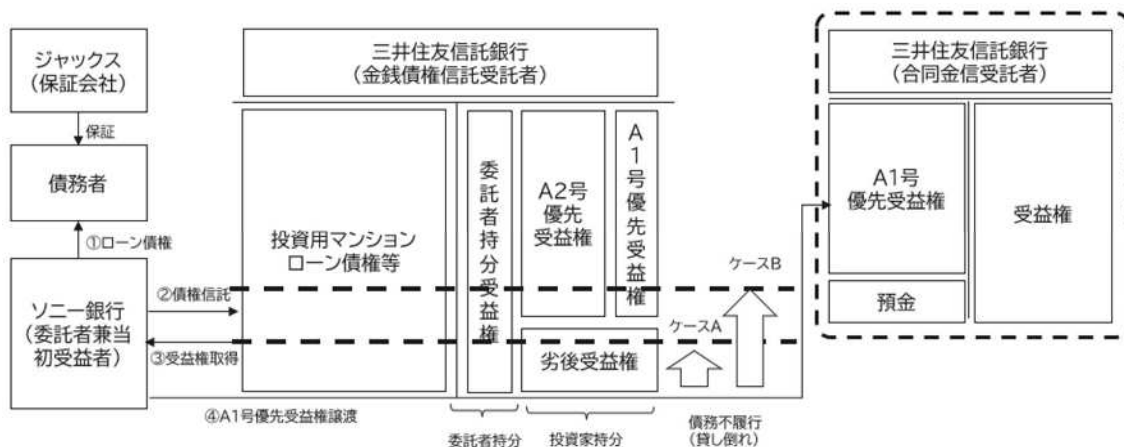 ジャックス
（保証会社）
保証
債務者
①ローン債権
ソニー銀行
（委託者兼当
初受益者）
②債権信託
③受益権取得
④A1号優先受益権譲渡
三井住友信託銀行
（金銭債権信託受託者）
投資用マンション
ローン債権等
委託者持分受益権
A2号
優先
受益権
A1号優先受益権
劣後受益権
委託者持分
投資家持分
ケースA
ケースB
債務不履行
（貸し倒れ）
三井住友信託銀行
（合同金信受託者）
A1号
優先受益権
預金
受益権